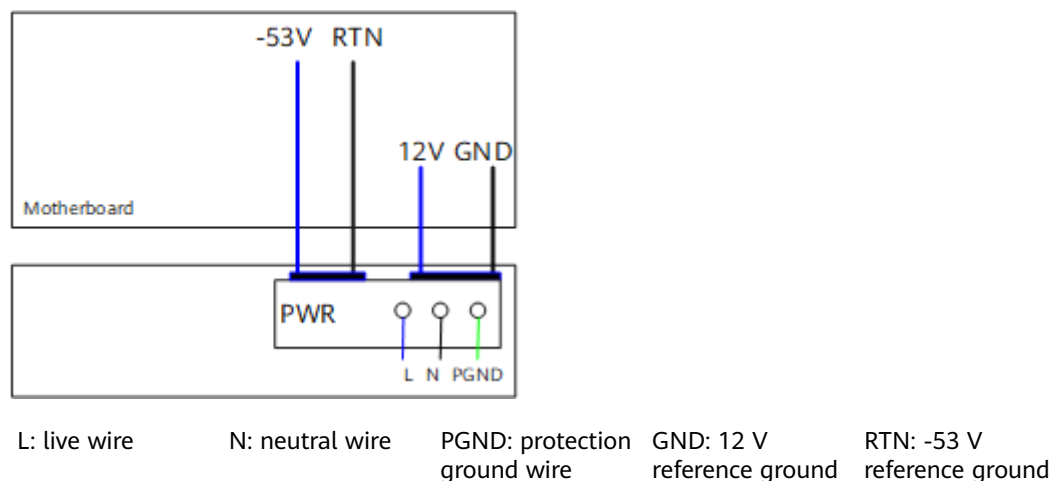 -53V RTN
12V GND
Motherboard
PWR
L N PGND
L: live wire
N: neutral wire
PGND: protection
ground wire
GND: 12 V
reference ground
RTN: -53 V
reference ground